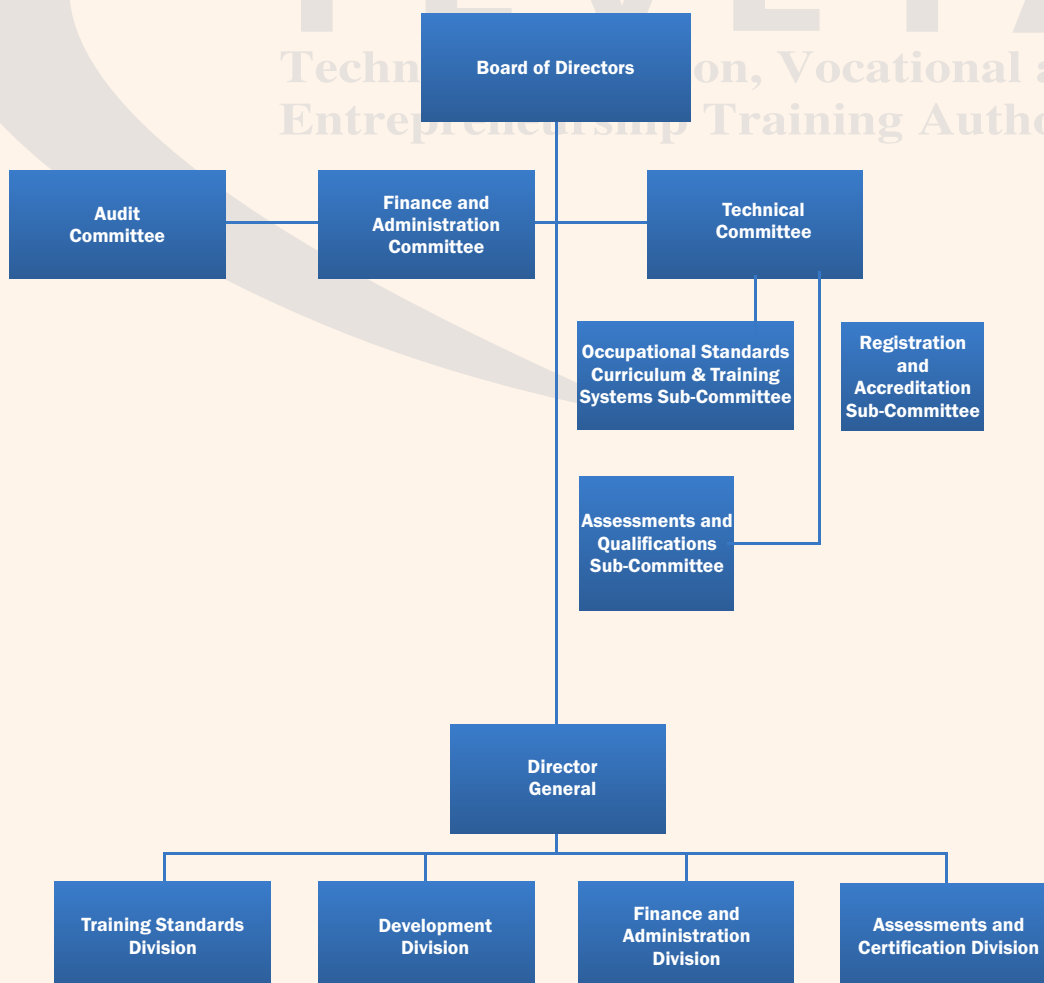 TEVETA
Board of Directors
Techn on, Vocational a
Entrepreneurship Training Autho
Audit
Committee
Finance and
Administration
Committee
Technical
Committee
Occupational Standards
Curriculum & Training
Systems Sub-Committee
Registration
and
Accreditation
Sub-Committee
Assessments and
Qualifications
Sub-Committee
Director
General
Training Standards
Division
Development
Division
Finance and
Administration
Division
Assessments and
Certification Division